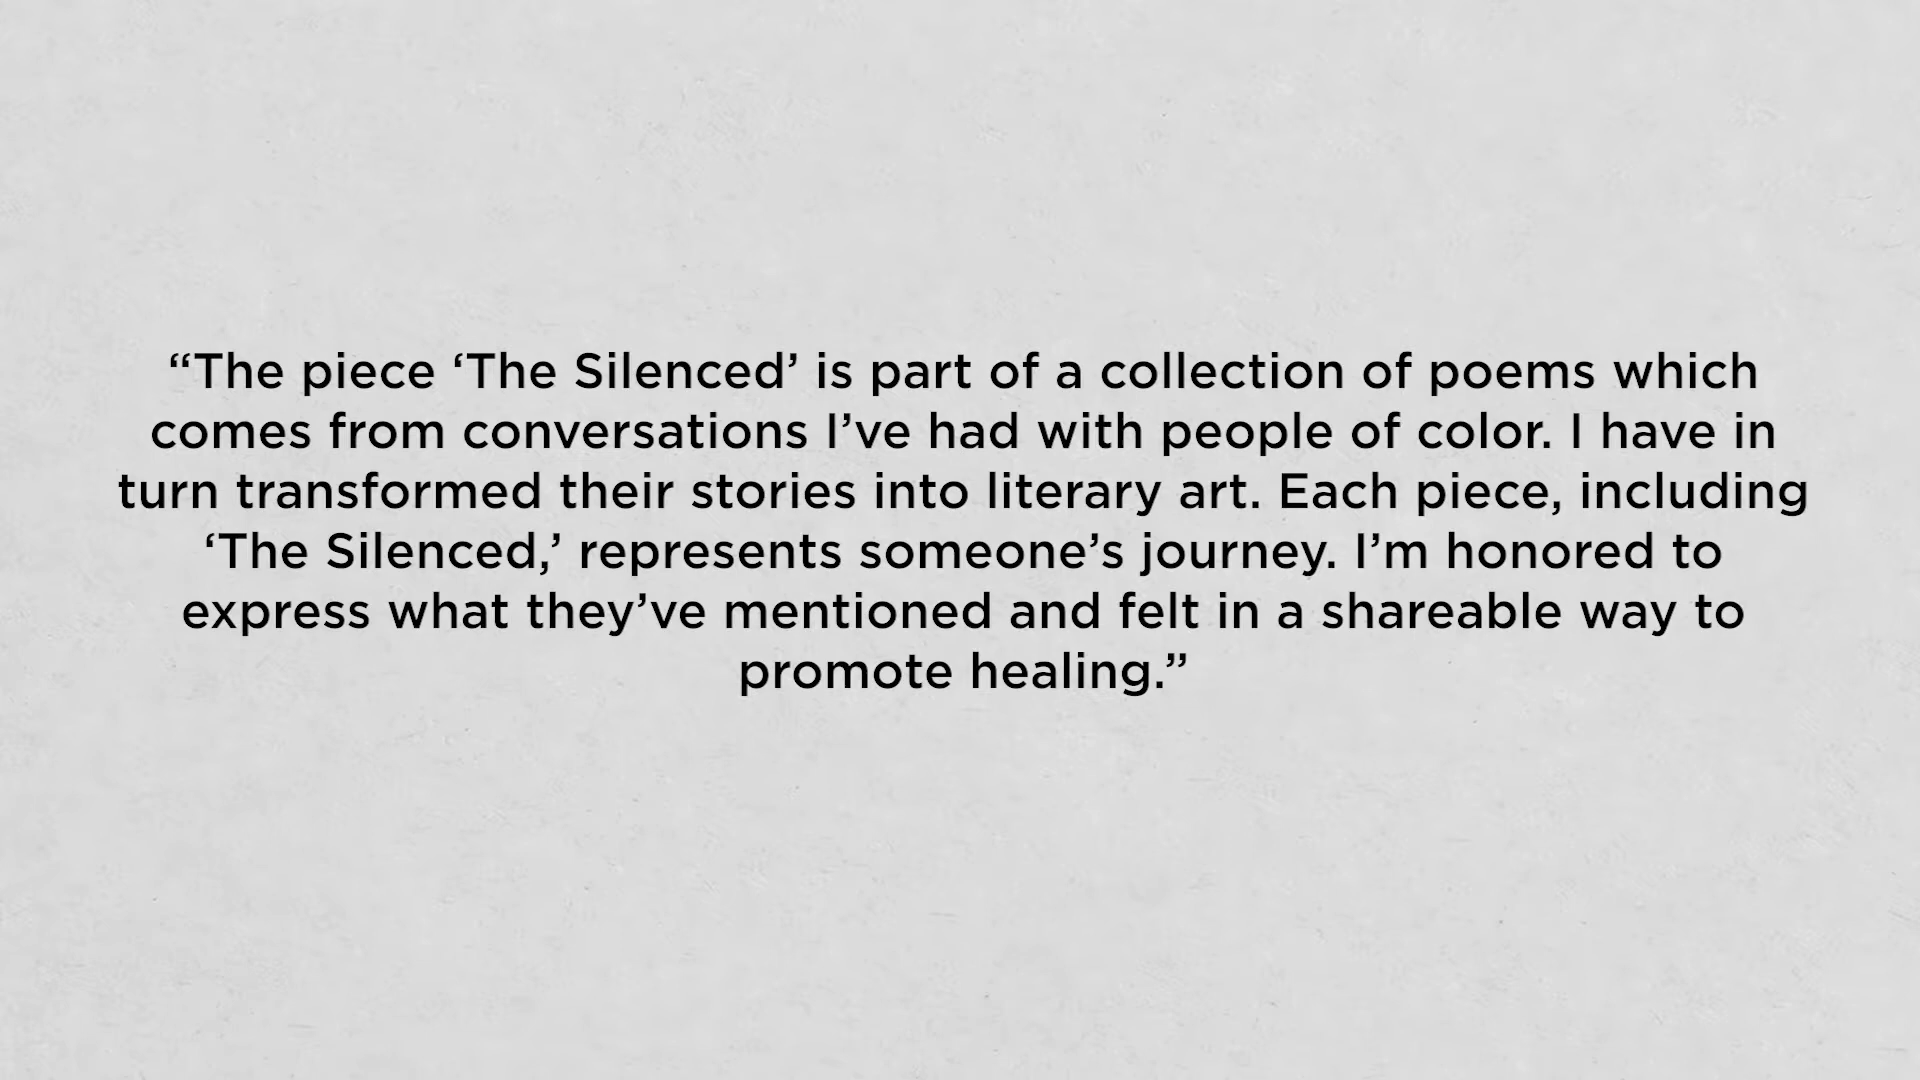 “The piece ‘The Silenced’ is part of a collection of poems which
comes from conversations I’ve had with people of color. I have in
turn transformed their stories into literary art. Each piece, including
‘The Silenced,’ represents someone’s journey. I’m honored to
express what they’ve mentioned and felt in a shareable way to
promote healing.”